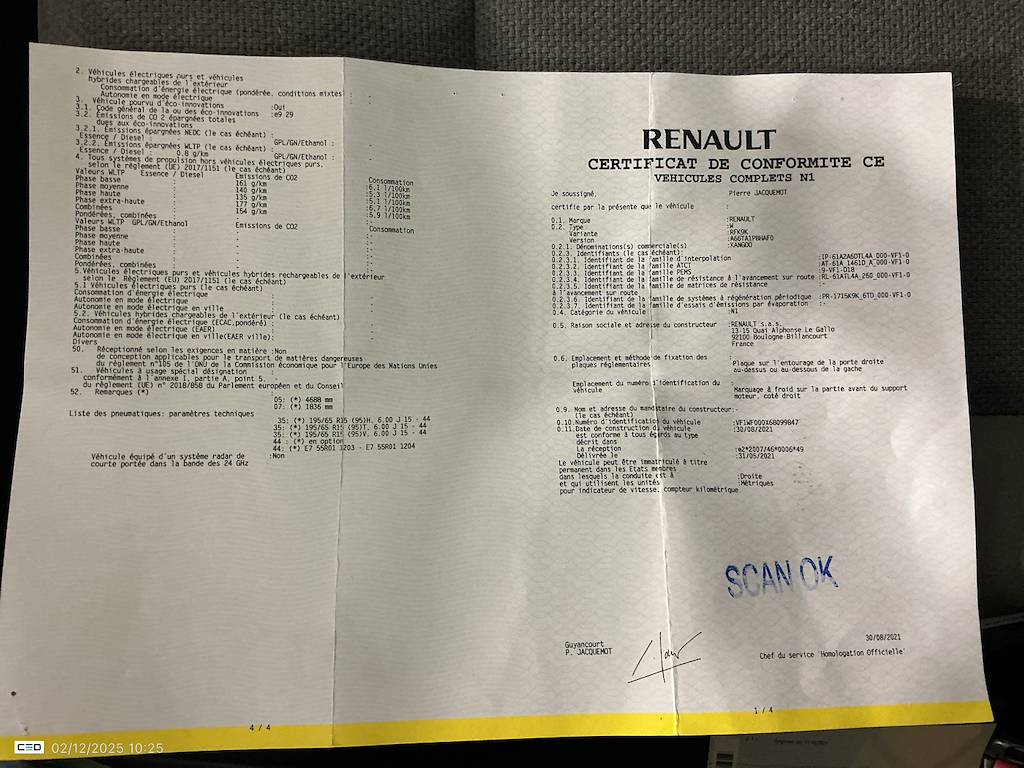 2. Véhicules électriques purs et véhicules
hybrides chargeables de l'extérieur
Consommation d'énergie électrique (pondérée, conditions mixtes) : -
Autonomie en mode électrique : -
3. Véhicule pourvu d'éco-innovations :Oui
3.1. Code général de la ou des éco-innovations :e9 29
3.2. Emissions de CO 2 épargnées totales
dues aux éco-innovations
3.2.1. Emissions épargnées NEDC (le cas échéant) :
Essence / Diesel : GPL/GN/Ethanol : -
3.2.2. Emissions épargnées WLTP (le cas échéant) :
Essence / Diesel : 0.8 g/km GPL/GN/Ethanol : -
4. Tous systèmes de propulsion hors véhicules électriques purs.
selon le règlement (UE) 2017/1151 (le cas échéant)
Valeurs WLTP Essence / Diesel Emissions de CO2 Consommation
Phase basse : 161 g/km :6.1 l/100km
Phase moyenne : 140 g/km :5.3 l/100km
Phase haute : 135 g/km :5.1 l/100km
Phase extra-haute : 177 g/km :6.7 l/100km
Combinées : 154 g/km :5.9 l/100km
Pondérées, combinées : - :-
Valeurs WLTP GPL/GN/Ethanol Emissions de CO2 Consommation
Phase basse : - :-
Phase moyenne : - :-
Phase haute : - :-
Phase extra-haute : - :-
Combinées : - :-
Pondérées, combinées : - :-
5.Véhicules électriques purs et véhicules hybrides rechargeables de l'extérieur
selon le Règlement (EU) 2017/1151 (le cas échéant)
5.1 Véhicules électriques purs (le cas échéant)
Consommation d'énergie électrique : -
Autonomie en mode électrique : -
Autonomie en mode électrique en ville : -
5.2. Véhicules hybrides chargeables de l'extérieur (le cas échéant)
Consommation d'énergie électrique (ECAC,pondéré) : -
Autonomie en mode électrique (EAER) : -
Autonomie en mode électrique en ville(EAER ville): -
Divers
50. Réceptionné selon les exigences en matière :Non
de conception applicables pour le transport de matières dangereuses
du règlement n°105 de l'ONU de la Commission économique pour l'Europe des Nations Unies
51. Véhicules à usage spécial désignation : -
conformément à l'annexe I, partie A, point 5,
du règlement (UE) n° 2018/858 du Parlement européen et du Conseil
52. Remarques (*)
05: (*) 4688 mm
07: (*) 1836 mm
Liste des pneumatiques: paramètres techniques
35: (*) 195/65 R15 (95)H, 6.00 J 15 - 44
35: (*) 195/65 R15 (95)T, 6.00 J 15 - 44
35: (*) 195/65 R15 (95)V, 6.00 J 15 - 44
44 : (*) en option
44: (*) E7 55R01 1203 - E7 55R01 1204
Véhicule équipé d'un système radar de :Non
courte portée dans la bande des 24 GHz
4 / 4
RENAULT
CERTIFICAT DE CONFORMITE CE
VEHICULES COMPLETS N1
Je soussigné, Pierre JACQUEMOT
certifie par la présente que le véhicule :
0.1. Marque :RENAULT
0.2. Type :W
Variante :RFK9K
Version :A66TA1PBHAF0
0.2.1. Dénominations(s) commerciale(s) :KANGOO
0.2.3. Identifiants (le cas échéant):
0.2.3.1. Identifiant de la famille d'interpolation :IP-61A2A6DTL4A_000-VF1-0
0.2.3.2. Identifiant de la famille ATCT :AT-61A_1461D_A_000-VF1-0
0.2.3.3. Identifiant de la famille PEMS :9-VF1-D18
0.2.3.4. Identifiant de la famille de résistance à l'avancement sur route :RL-61ATL4A_260_000-VF1-0
0.2.3.5. Identifiant de la famille de matrices de résistance :-
à l'avancement sur route
0.2.3.6. Identifiant de la famille de systèmes à régénération périodique :PR-1715K9K_6TD_000-VF1-0
0.2.3.7. Identifiant de la famille d'essais d'émissions par évaporation :-
0.4. Catégorie du véhicule :N1
0.5. Raison sociale et adresse du constructeur :RENAULT s.a.s.
13-15 Quai Alphonse Le Gallo
92100 Boulogne-Billancourt
France
0.6. Emplacement et méthode de fixation des
plaques réglementaires :Plaque sur l'entourage de la porte droite
au-dessus ou au-dessous de la gache
Emplacement du numéro d'identification du
véhicule :Marquage à froid sur la partie avant du support
moteur, coté droit
0.9. Nom et adresse du mandataire du constructeur:-
(le cas échéant)
0.10.Numéro d'identification du véhicule :VF1WF000X68099847
0.11.Date de construction du véhicule :30/08/2021
est conforme à tous égards au type
décrit dans
La réception :e2*2007/46*0006*49
Délivrée le :31/05/2021
Le véhicule peut être immatriculé à titre
permanent dans les Etats membres
dans lesquels la conduite est à :Droite
et qui utilisent les unités :Métriques
pour indicateur de vitesse, compteur kilométrique
SCAN OK
Guyancourt
P. JACQUEMOT
30/08/2021
Chef du service 'Homologation Officielle'
1 / 4
02/12/2025 10:25